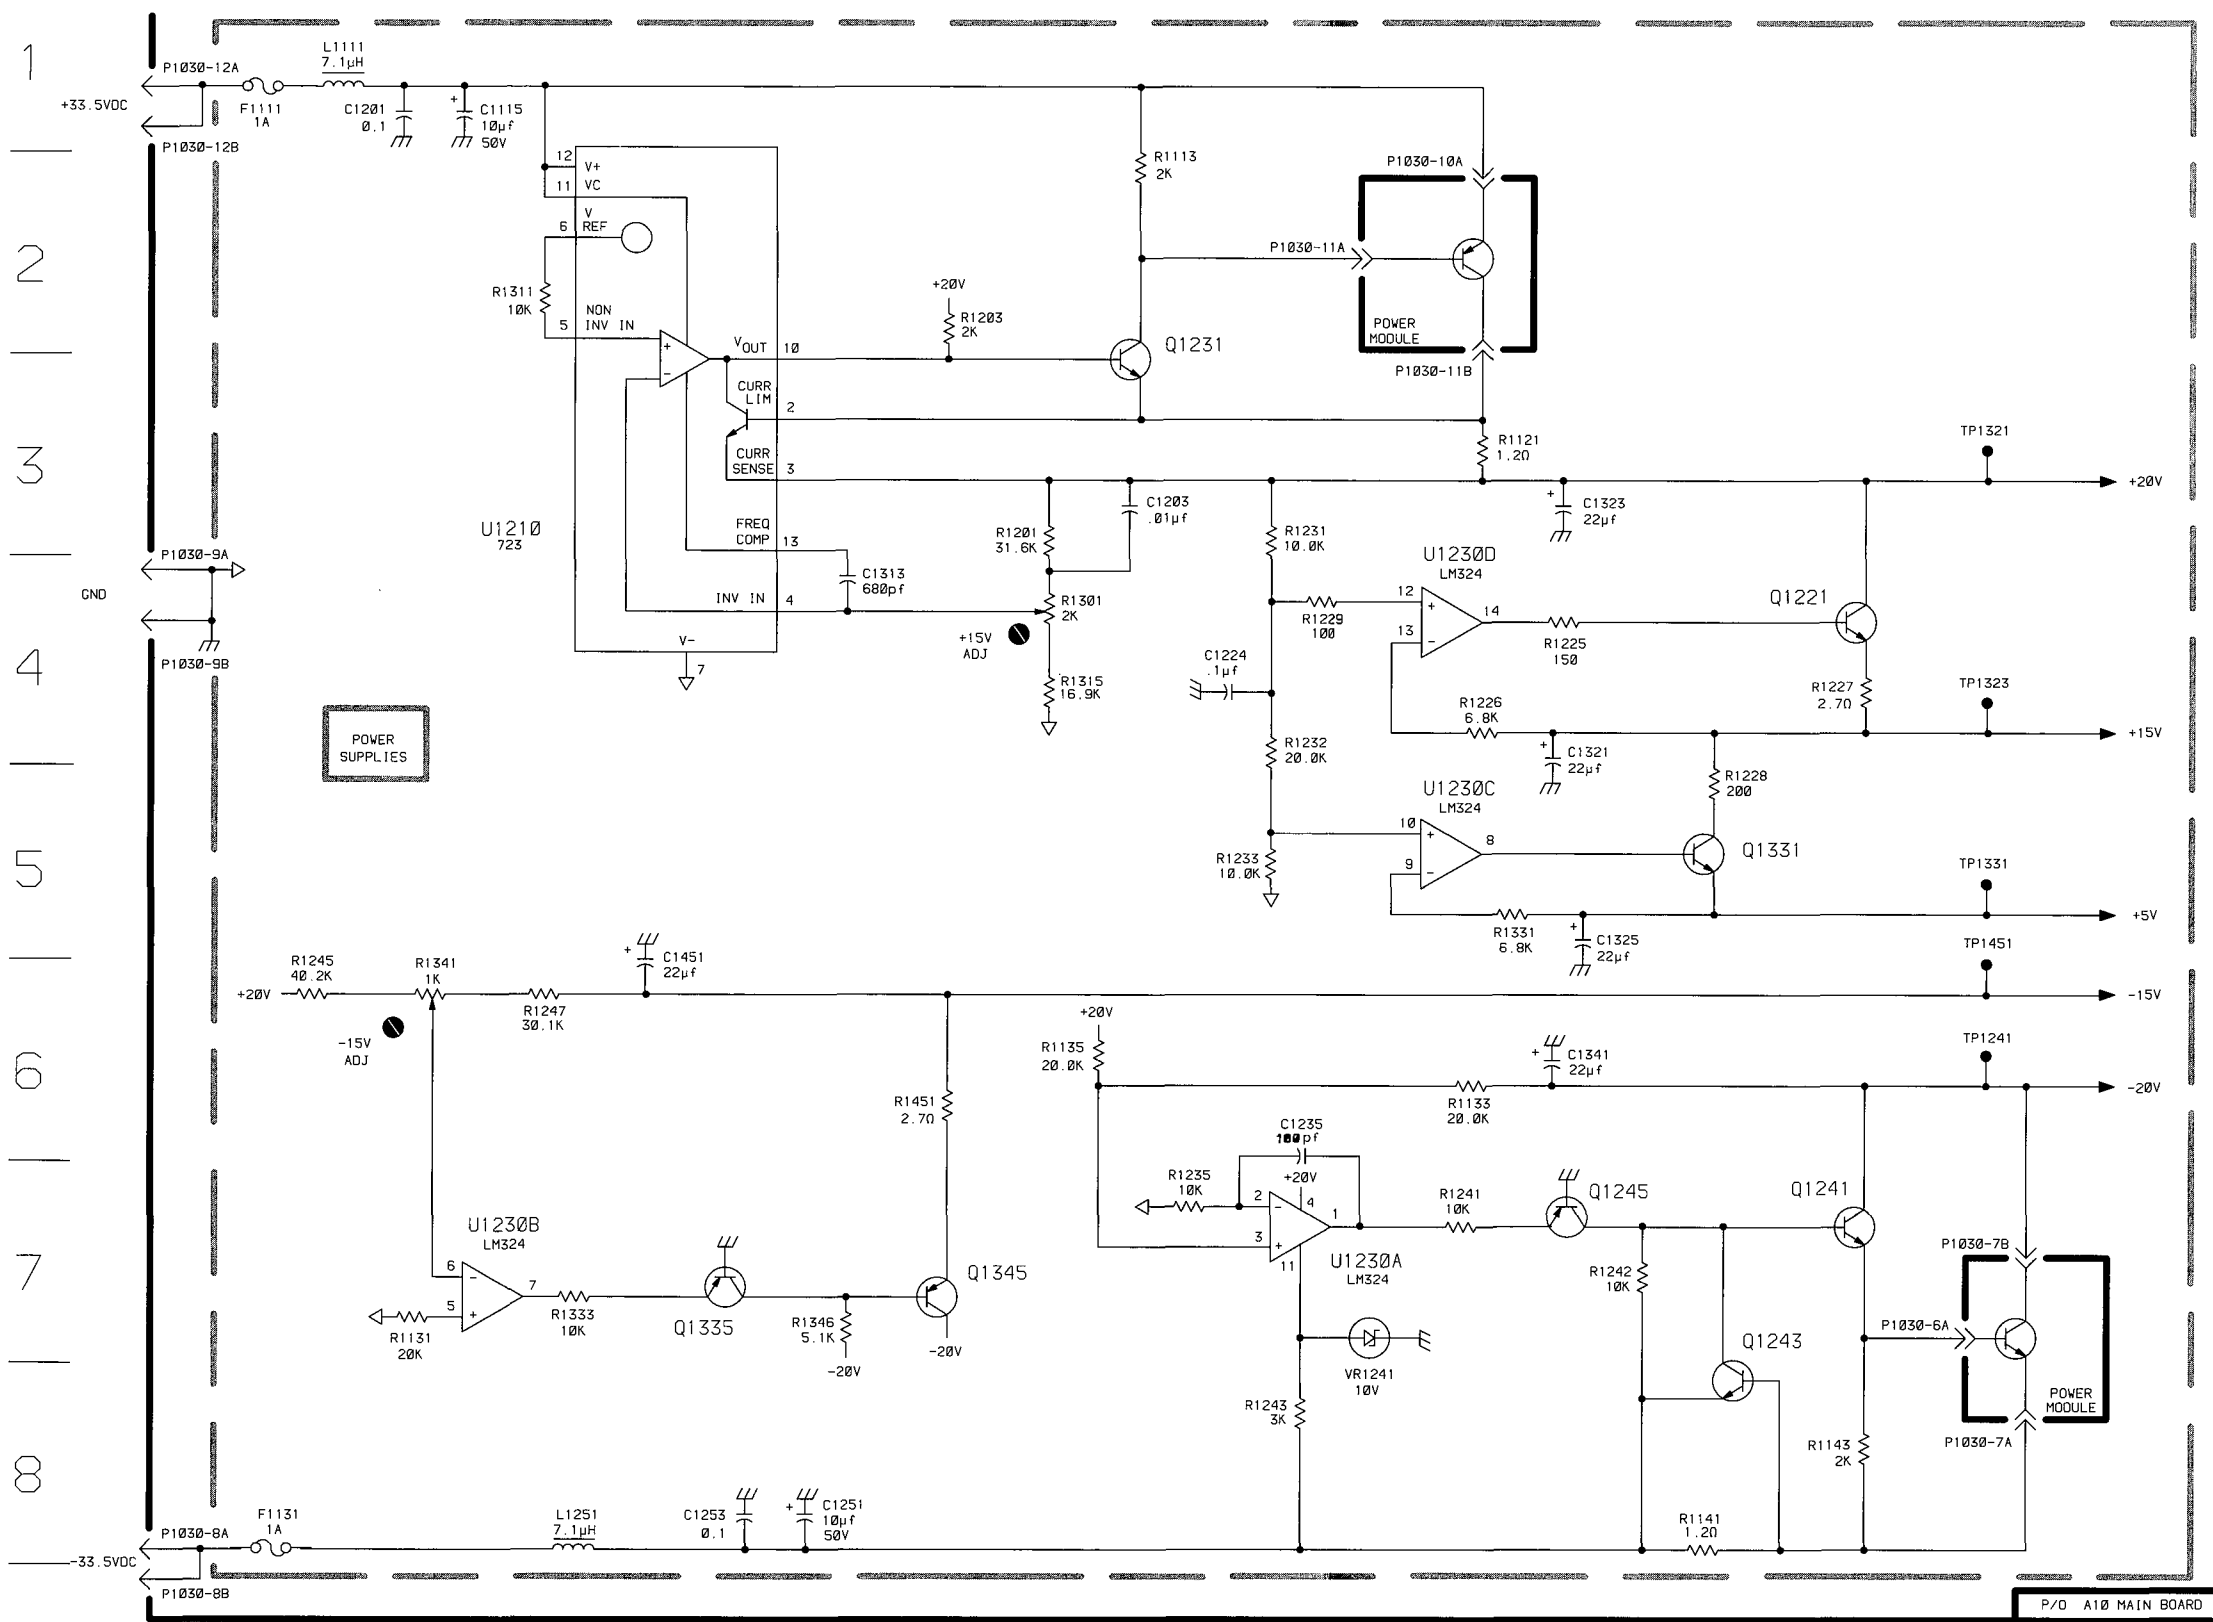 1
P1030-12A
+33.5VDC
P1030-12B
F1111
1A
L1111
7.1µH
C1201
0.1
+
C1115
10µf
50V
12
V+
11
VC
V
REF
6
R1311
10K
NON
INV IN
5
2
+
-
VOUT
10
CURR
LIM
2
CURR
SENSE
3
FREQ
COMP
13
INV IN
4
V-
7
U1210
723
C1313
680pf
+20V
R1203
2K
R1113
2K
Q1231
P1030-10A
P1030-11A
POWER
MODULE
P1030-11B
R1121
1.2Ω
3
TP1321
+20V
+
C1323
22µf
R1201
31.6K
C1203
.01µf
R1231
10.0K
U1230D
LM324
P1030-9A
GND
P1030-9B
4
R1301
2K
+15V
ADJ
R1315
16.9K
R1229
100
12
+
13
-
14
R1225
150
Q1221
C1224
.1µf
R1227
2.7Ω
TP1323
R1226
6.8K
+15V
POWER
SUPPLIES
R1232
20.0K
+
C1321
22µf
R1228
200
U1230C
LM324
5
R1233
10.0K
10
+
9
-
8
Q1331
TP1331
+5V
R1331
6.8K
+
C1325
22µf
TP1451
-15V
+20V
R1245
40.2K
R1341
1K
R1247
30.1K
+
C1451
22µf
-15V
ADJ
6
+20V
R1135
20.0K
+
C1341
22µf
TP1241
-20V
R1451
2.7Ω
R1133
20.0K
C1235
100pf
+20V
R1235
10K
2
-
4
1
3
+
11
U1230A
LM324
R1241
10K
Q1245
Q1241
7
U1230B
LM324
6
-
5
+
7
R1131
20K
R1333
10K
Q1335
R1346
5.1K
-20V
Q1345
-20V
VR1241
10V
R1242
10K
Q1243
P1030-7B
P1030-6A
POWER
MODULE
P1030-7A
R1243
3K
R1143
2K
8
P1030-8A
-33.5VDC
P1030-8B
F1131
1A
L1251
7.1µH
C1253
0.1
+
C1251
10µf
50V
R1141
1.2Ω
P/O A10 MAIN BOARD